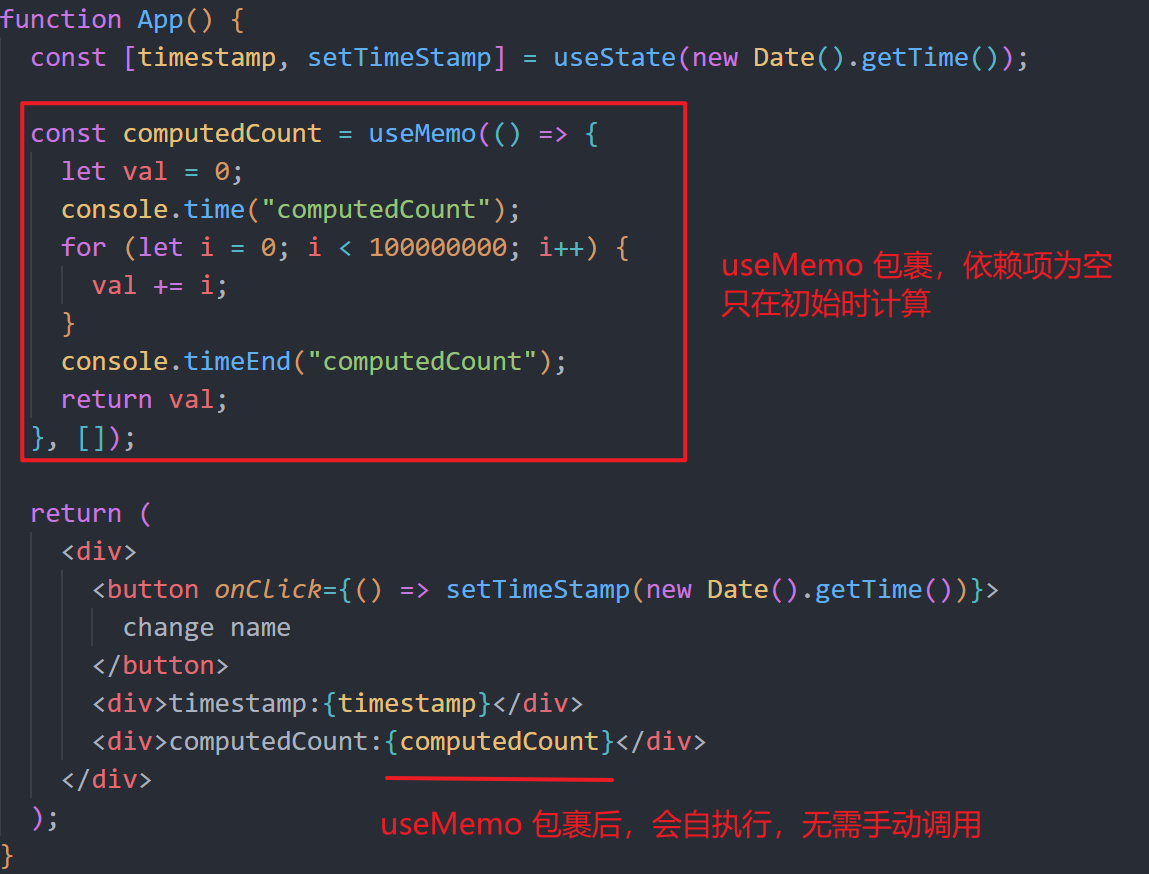 function App() {
const [timestamp, setTimeStamp] = useState(new Date().getTime());
const computedCount = useMemo(() => {
let val = 0;
console.time("computedCount");
for (let i = 0; i < 100000000; i++) {
val += i;
}
console.timeEnd("computedCount");
return val;
}, []);
useMemo 包裹，依赖项为空
只在初始时计算
return (
<div>
<button onClick={() => setTimeStamp(new Date().getTime())}>
change name
</button>
<div>timestamp:{timestamp}</div>
<div>computedCount:{computedCount}</div>
</div>
);
useMemo 包裹后，会自执行，无需手动调用
}